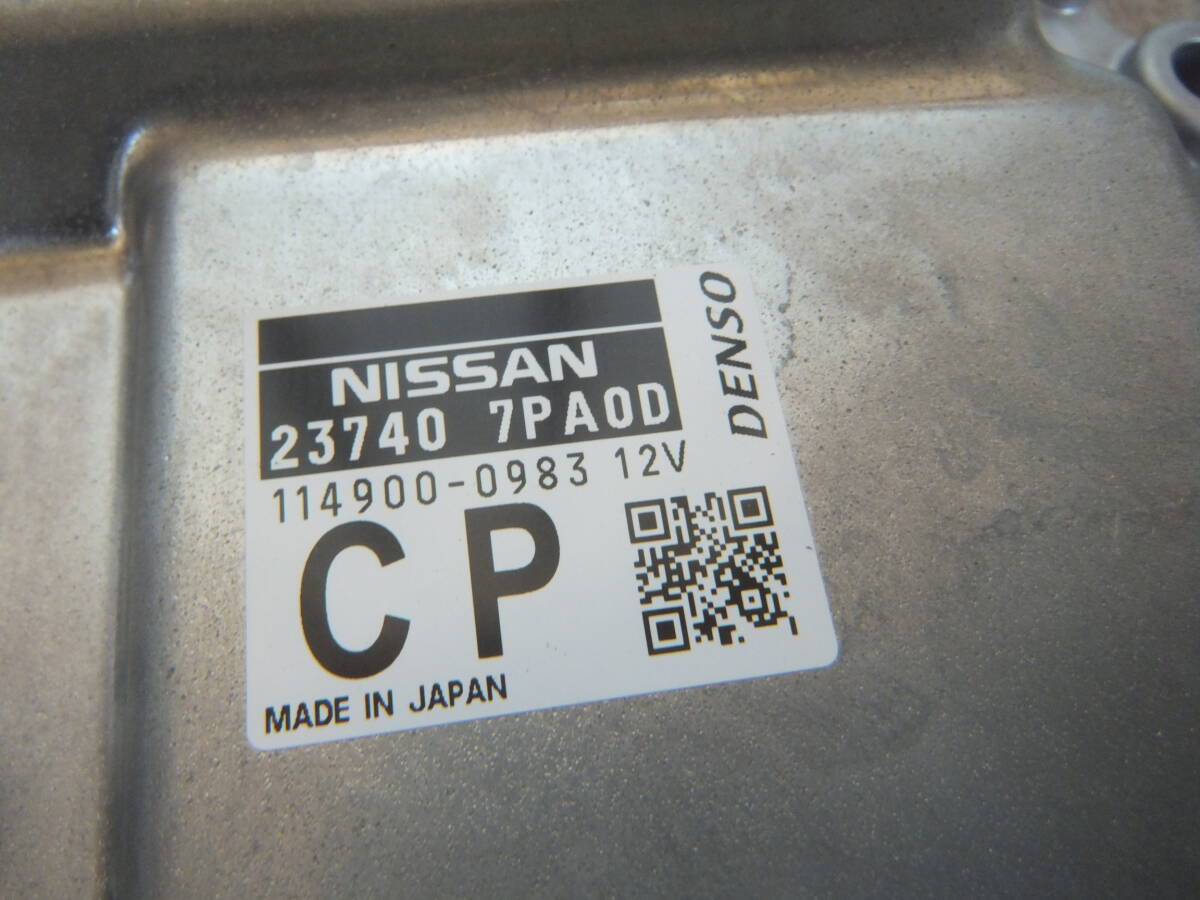 NISSAN
23740 7PA0D
114900-0983 12V
CP
MADE IN JAPAN
DENSO